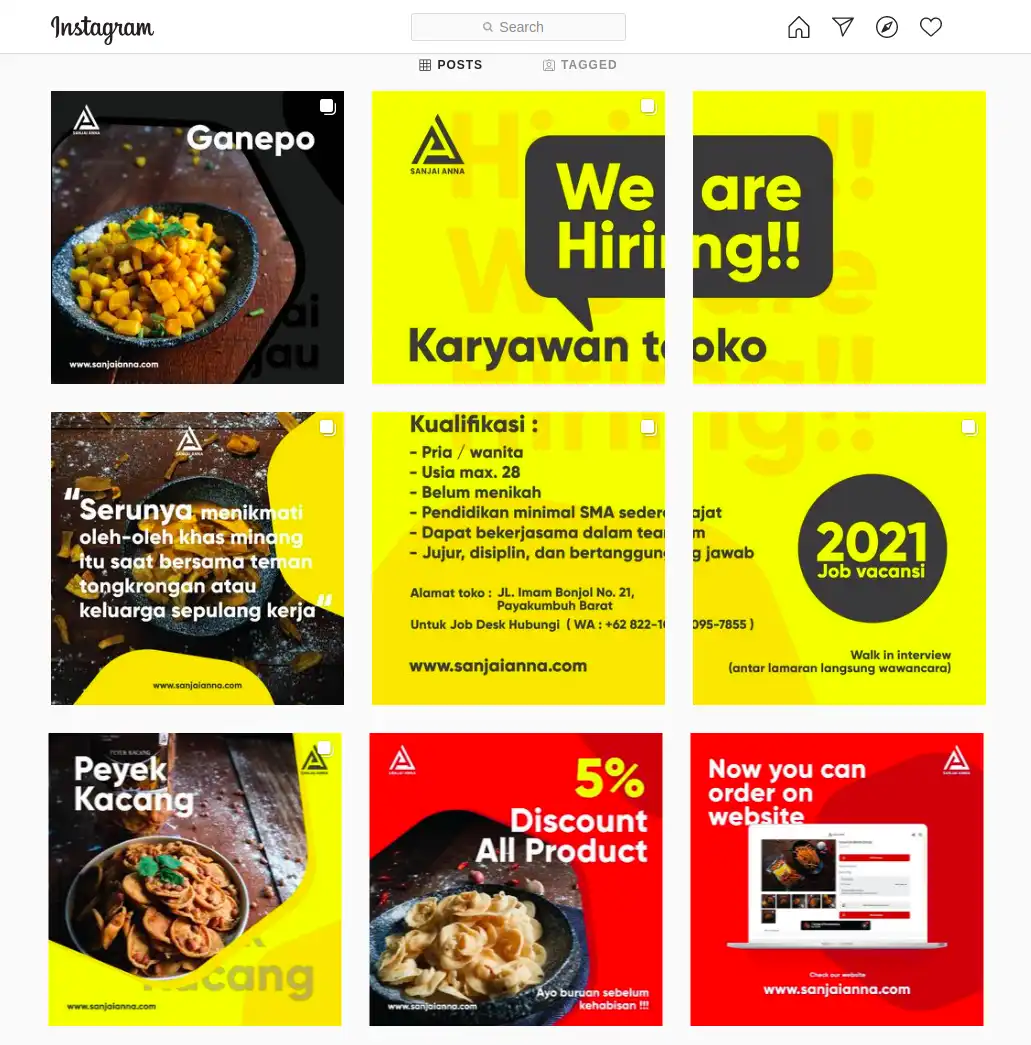 Instagram
Search
POSTS
TAGGED
SANJAI ANNA
Ganepo
www.sanjaianna.com
SANJAI ANNA
We are
Hiring!!
Karyawan toko
SANJAI ANNA
“Serunya menikmati
oleh-oleh khas minang
itu saat bersama teman
tongkrongan atau
keluarga sepulang kerja”
www.sanjaianna.com
Kualifikasi :
- Pria / wanita
- Usia max. 28
- Belum menikah
- Pendidikan minimal SMA sederajat
- Dapat bekerjasama dalam team
- Jujur, disiplin, dan bertanggung jawab
Alamat toko : JL. Imam Bonjol No. 21,
Payakumbuh Barat
Untuk Job Desk Hubungi ( WA : +62 822-1 095-7855 )
www.sanjaianna.com
2021
Job vacansi
Walk in interview
(antar lamaran langsung wawancara)
Peyek
Kacang
SANJAI ANNA
Kacang
www.sanjaianna.com
SANJAI ANNA
5%
Discount
All Product
Ayo buruan sebelum
kehabisan !!!
www.sanjaianna.com
Now you can
order on
website
SANJAI ANNA
Check our website
www.sanjaianna.com